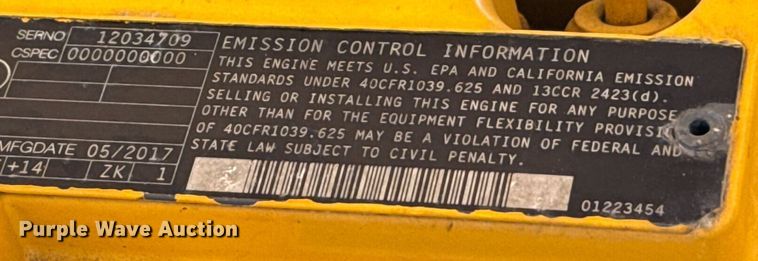 SERNO 12034709
CSPEC 0000000000
EMISSION CONTROL INFORMATION
THIS ENGINE MEETS U.S. EPA AND CALIFORNIA EMISSION
STANDARDS UNDER 40CFR1039.625 AND 13CCR 2423(d).
SELLING OR INSTALLING THIS ENGINE FOR ANY PURPOSE
OTHER THAN FOR THE EQUIPMENT FLEXIBILITY PROVISIO
OF 40CFR1039.625 MAY BE A VIOLATION OF FEDERAL AND
STATE LAW SUBJECT TO CIVIL PENALTY.
MFGDATE 05/2017
+14 ZK 1
01223454
Purple Wave Auction